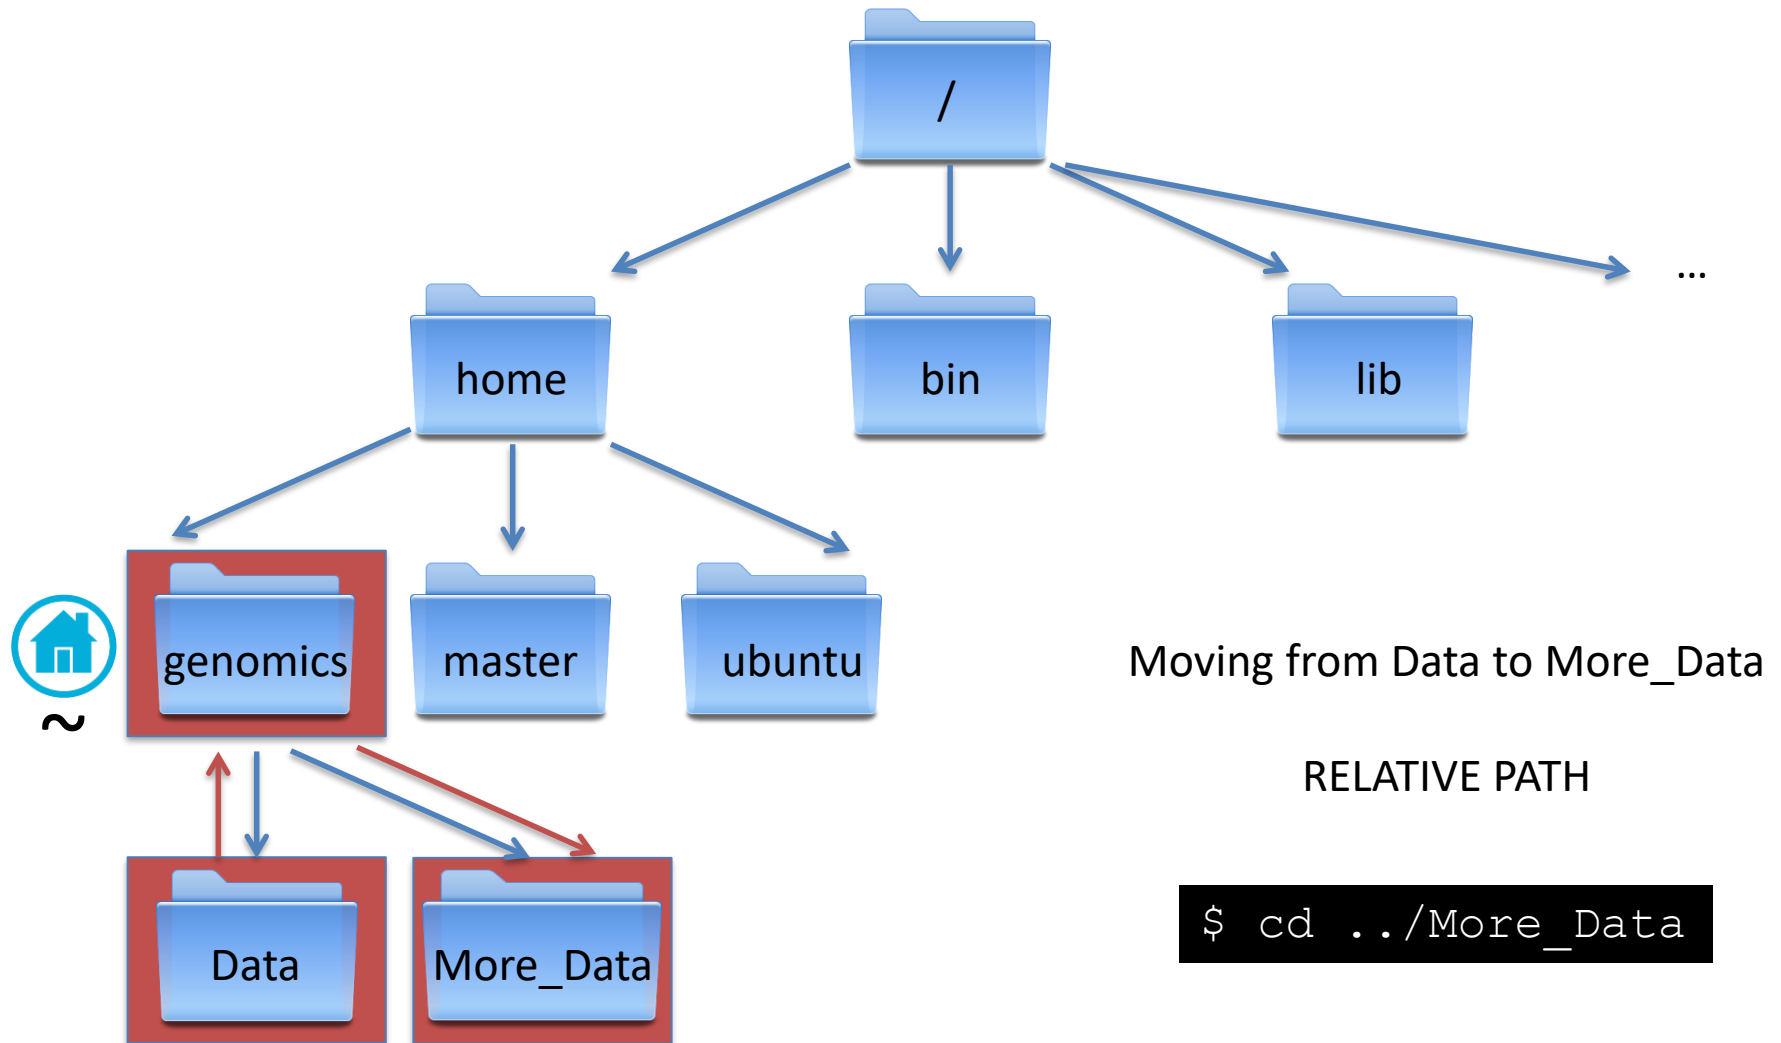 /
…
home
bin
lib
genomics
master
ubuntu
~
Moving from Data to More_Data
RELATIVE PATH
Data
More_Data
$ cd ../More_Data